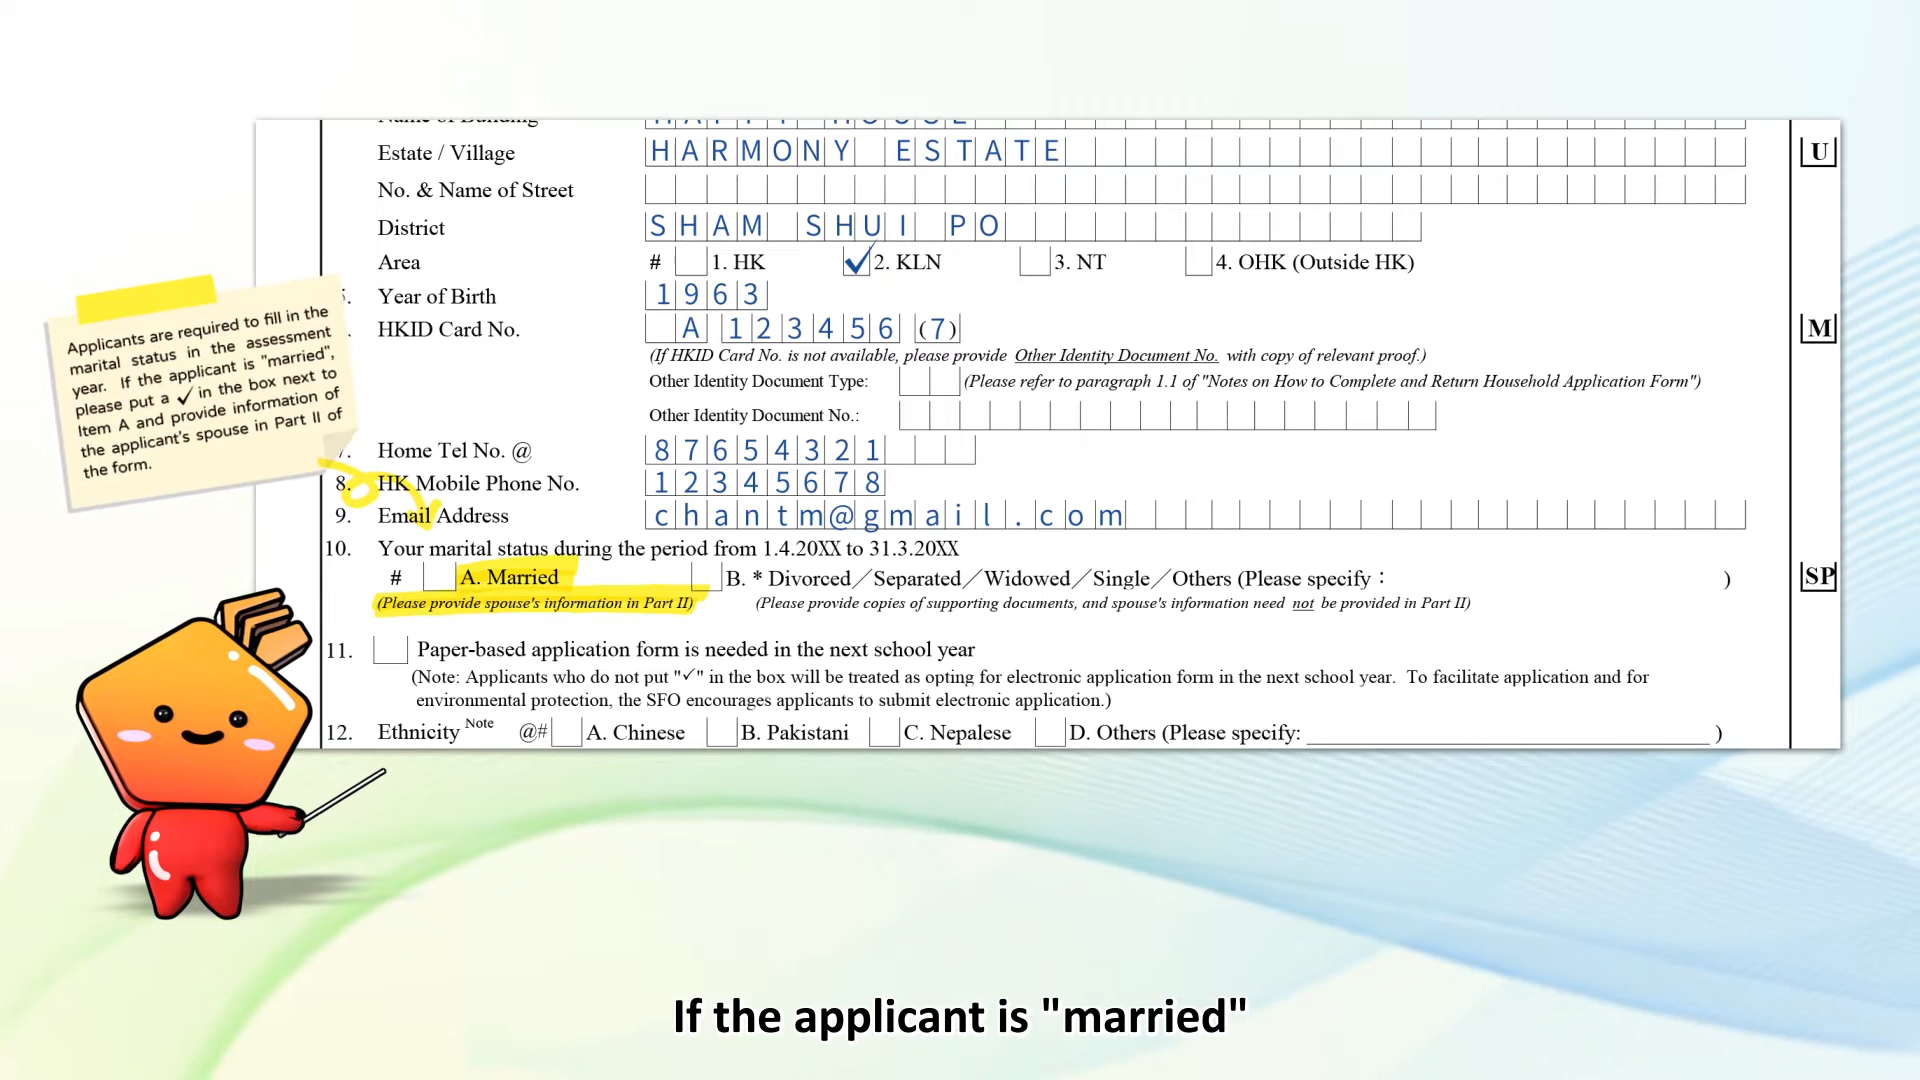 Name of Building HAPPY HOUSE
Estate / Village HARMONY ESTATE U
No. & Name of Street
District SHAM SHUI PO
Area # 1. HK ✓ 2. KLN 3. NT 4. OHK (Outside HK)
5. Year of Birth 1963
HKID Card No. A 123456 (7) M
(If HKID Card No. is not available, please provide Other Identity Document No. with copy of relevant proof.)
Other Identity Document Type: (Please refer to paragraph 1.1 of "Notes on How to Complete and Return Household Application Form")
Other Identity Document No.:
7. Home Tel No. @ 87654321
8. HK Mobile Phone No. 12345678
9. Email Address chantm@gmail.com
10. Your marital status during the period from 1.4.20XX to 31.3.20XX
# A. Married B. * Divorced／Separated／Widowed／Single／Others (Please specify： ) SP
(Please provide spouse's information in Part II) (Please provide copies of supporting documents, and spouse's information need not be provided in Part II)
11. Paper-based application form is needed in the next school year
(Note: Applicants who do not put "✓" in the box will be treated as opting for electronic application form in the next school year. To facilitate application and for
environmental protection, the SFO encourages applicants to submit electronic application.)
12. Ethnicity Note @# A. Chinese B. Pakistani C. Nepalese D. Others (Please specify: )
Applicants are required to fill in the
marital status in the assessment
year. If the applicant is "married",
please put a ✓ in the box next to
Item A and provide information of
the applicant's spouse in Part II of
the form.
If the applicant is "married"